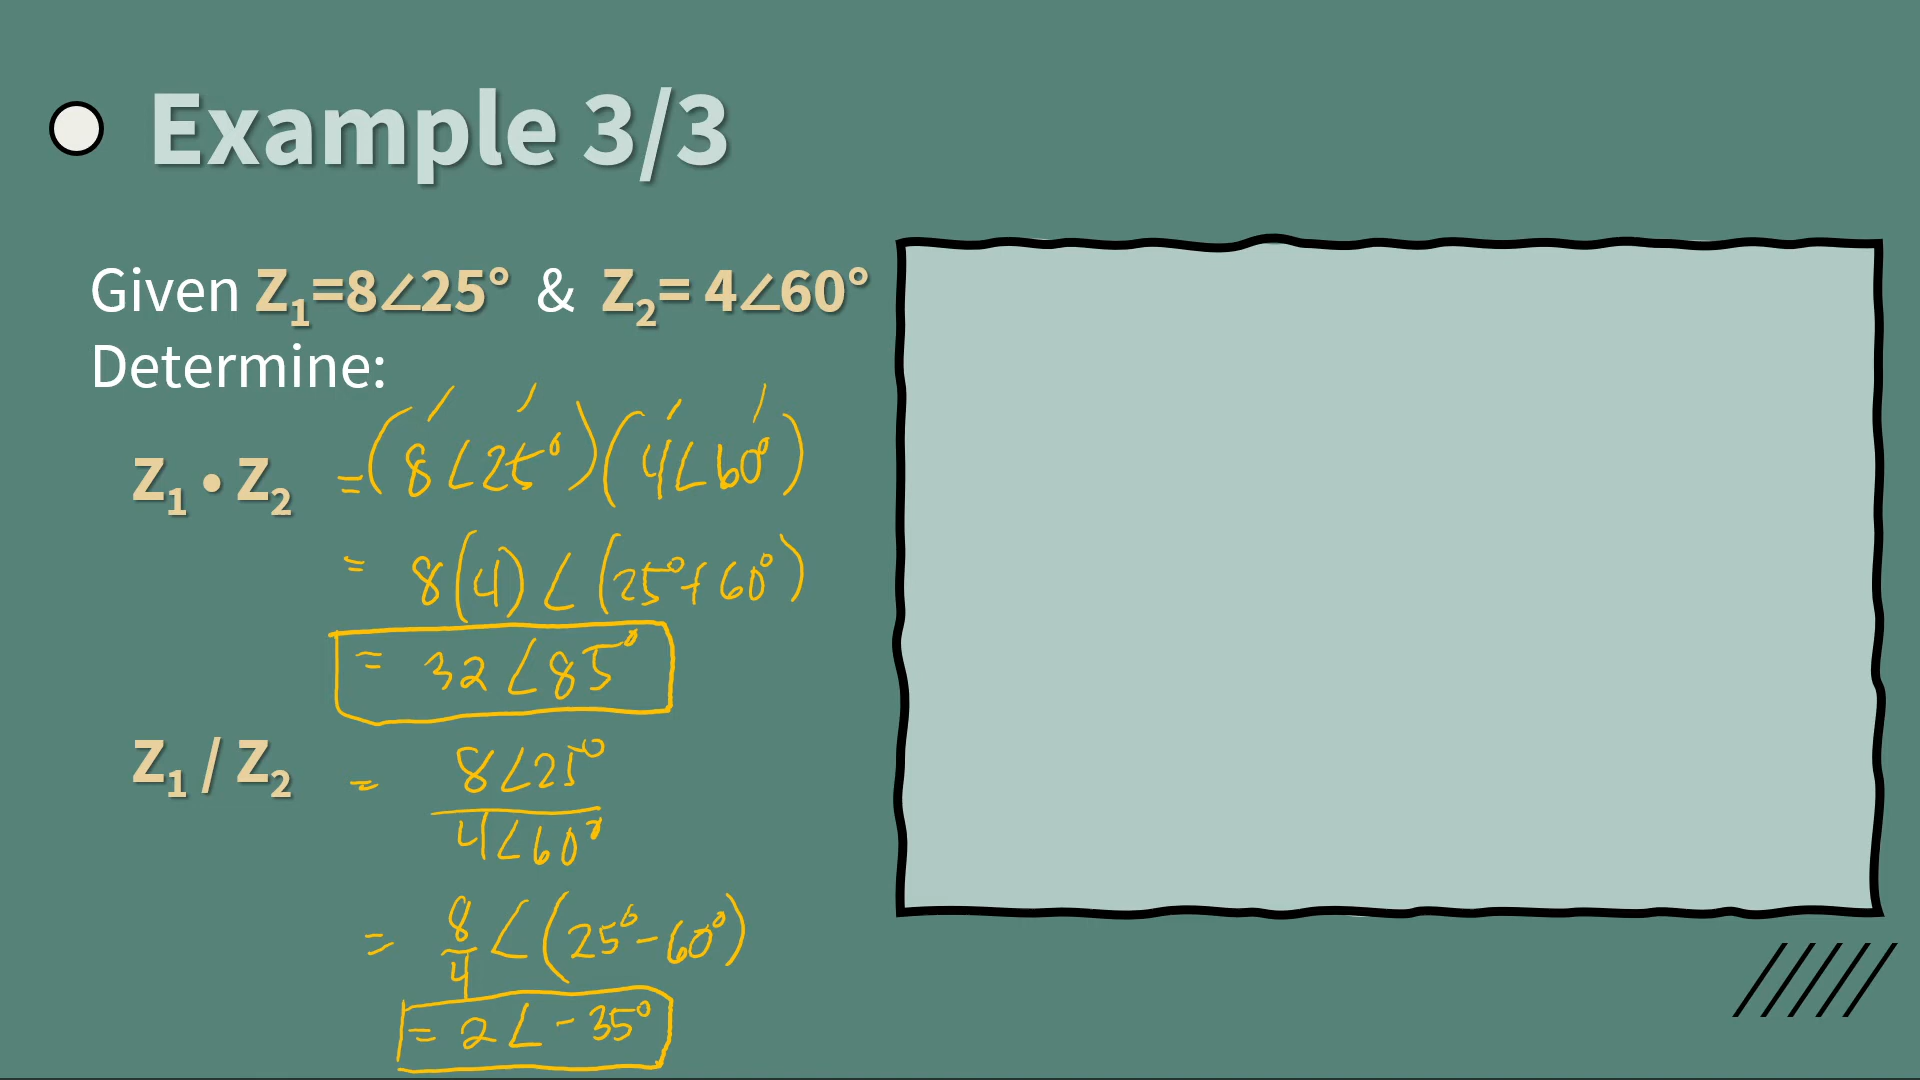 Example 3/3
Given Z₁=8∠25° & Z₂= 4∠60°
Determine:
Z₁ • Z₂ = (8∠25°)(4∠60°)
= 8(4)∠(25°+60°)
= 32∠85°
Z₁ / Z₂ = 8∠25° / 4∠60°
= 8/4 ∠(25°-60°)
= 2∠-35°